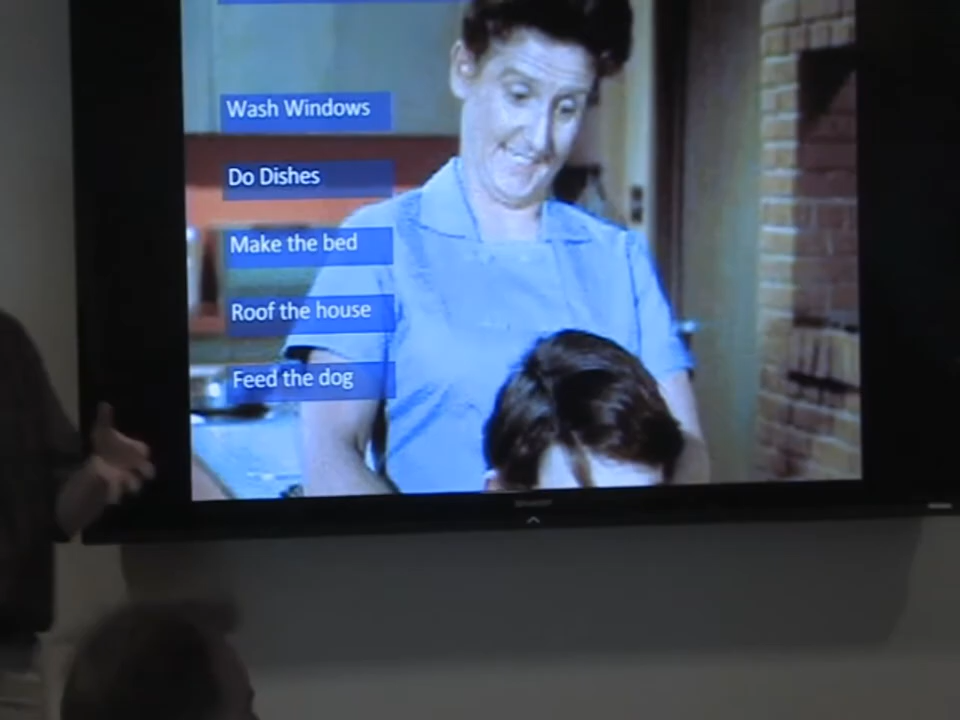 Wash Windows
Do Dishes
Make the bed
Roof the house
Feed the dog